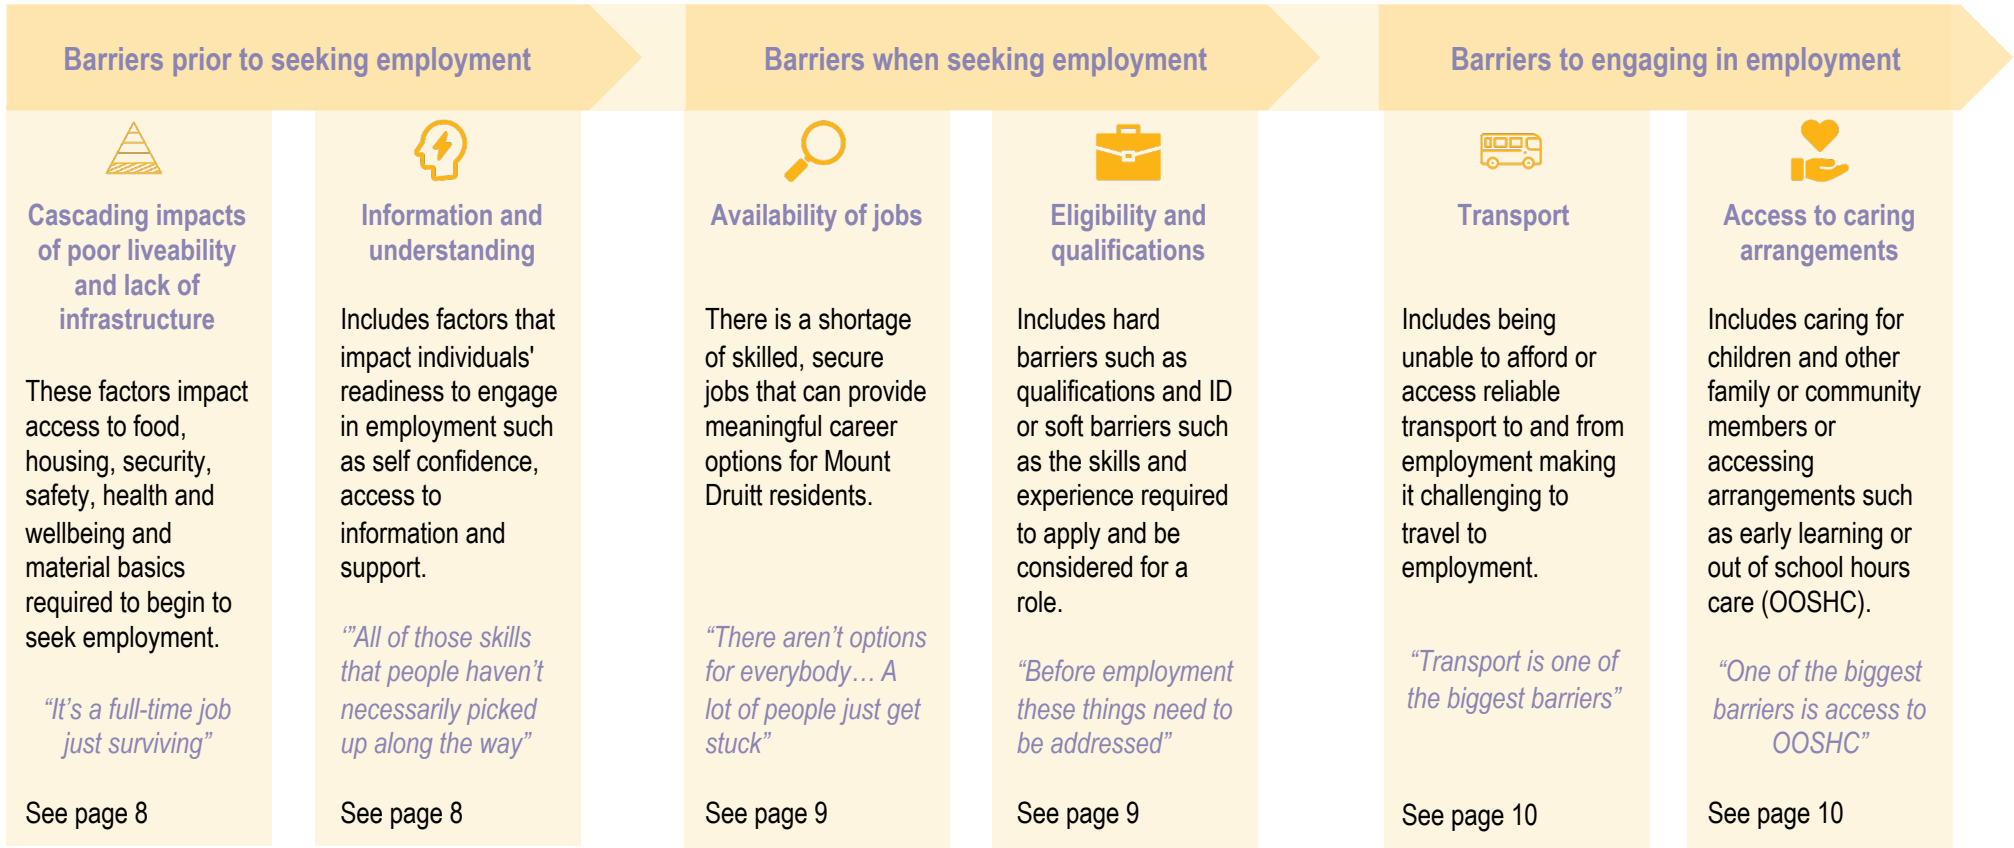 Barriers prior to seeking employment
Barriers when seeking employment
Barriers to engaging in employment
Cascading impacts
of poor liveability
and lack of
infrastructure
These factors impact
access to food,
housing, security,
safety, health and
wellbeing and
material basics
required to begin to
seek employment.
“It’s a full-time job
just surviving”
See page 8
Information and
understanding
Includes factors that
impact individuals'
readiness to engage
in employment such
as self confidence,
access to
information and
support.
‘”All of those skills
that people haven’t
necessarily picked
up along the way”
See page 8
Availability of jobs
There is a shortage
of skilled, secure
jobs that can provide
meaningful career
options for Mount
Druitt residents.
“There aren’t options
for everybody… A
lot of people just get
stuck”
See page 9
Eligibility and
qualifications
Includes hard
barriers such as
qualifications and ID
or soft barriers such
as the skills and
experience required
to apply and be
considered for a
role.
“Before employment
these things need to
be addressed”
See page 9
Transport
Includes being
unable to afford or
access reliable
transport to and from
employment making
it challenging to
travel to
employment.
“Transport is one of
the biggest barriers”
See page 10
Access to caring
arrangements
Includes caring for
children and other
family or community
members or
accessing
arrangements such
as early learning or
out of school hours
care (OOSHC).
“One of the biggest
barriers is access to
OOSHC”
See page 10